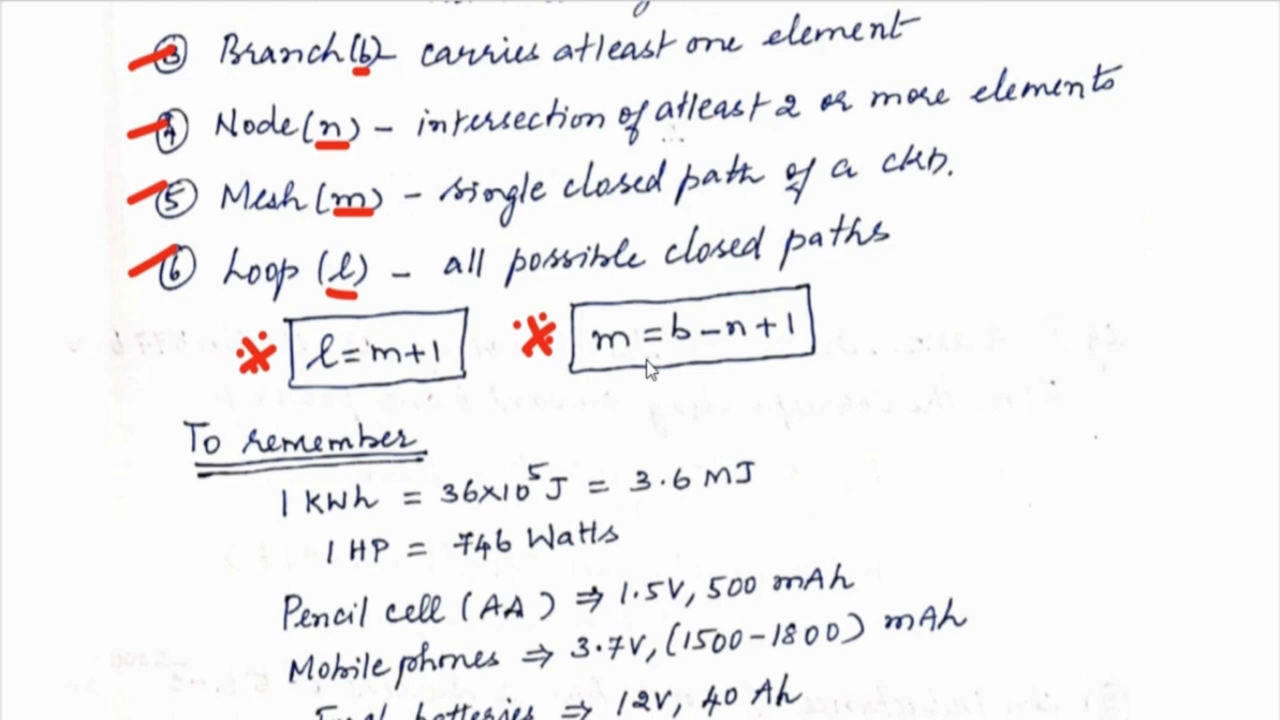 ③ Branch(b)- carries atleast one element
④ Node(n) - intersection of atleast 2 or more elements
⑤ Mesh(m) - single closed path of a ckt.
⑥ Loop (l) - all possible closed paths
l = m+1
m = b-n+1
To remember
1 KWh = 36x10⁵J = 3.6 MJ
1 HP = 746 Watts
Pencil cell (AA) ⇒ 1.5V, 500 mAh
Mobile phones ⇒ 3.7V, (1500-1800) mAh
batteries ⇒ 12V, 40 Ah